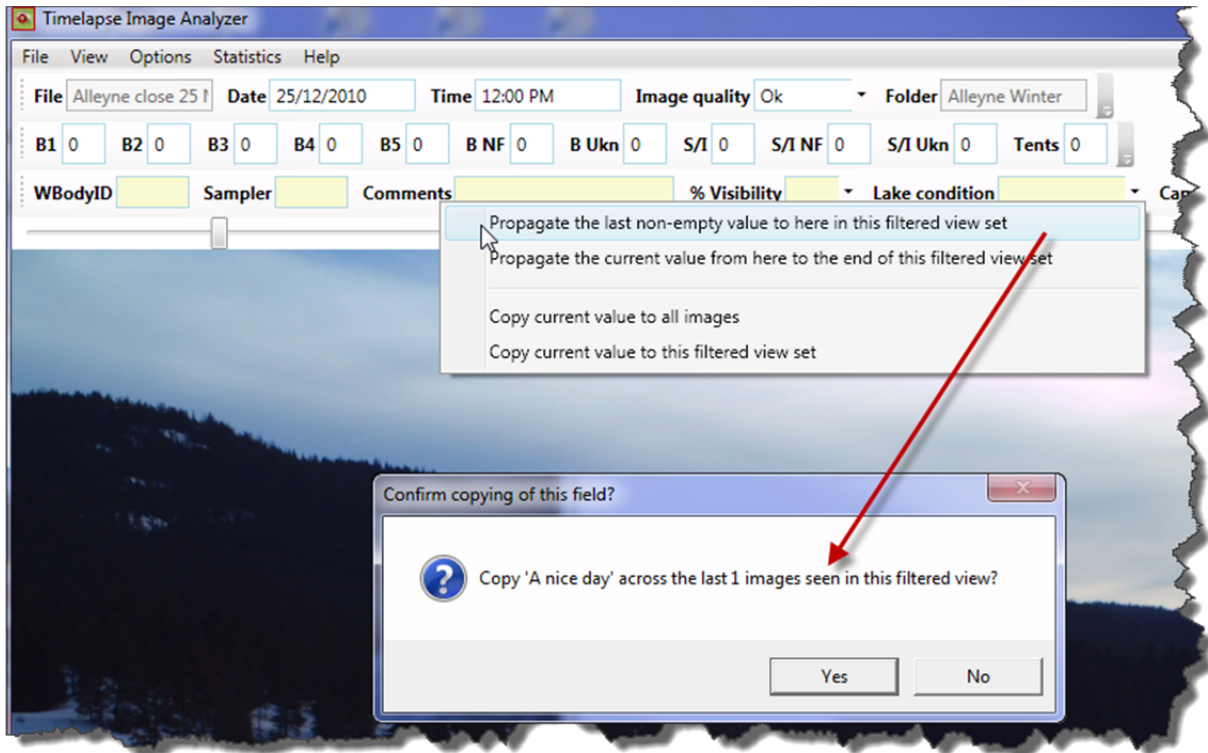 Timelapse Image Analyzer
File View Options Statistics Help
File Alleyne close 25 Date 25/12/2010 Time 12:00 PM Image quality Ok Folder Alleyne Winter
B1 0 B2 0 B3 0 B4 0 B5 0 B NF 0 B Ukn 0 S/I 0 S/I NF 0 S/I Ukn 0 Tents 0
WBodyID Sampler Comments % Visibility Lake condition
Propagate the last non-empty value to here in this filtered view set
Propagate the current value from here to the end of this filtered view set
Copy current value to all images
Copy current value to this filtered view set
Confirm copying of this field?
Copy 'A nice day' across the last 1 images seen in this filtered view?
Yes No